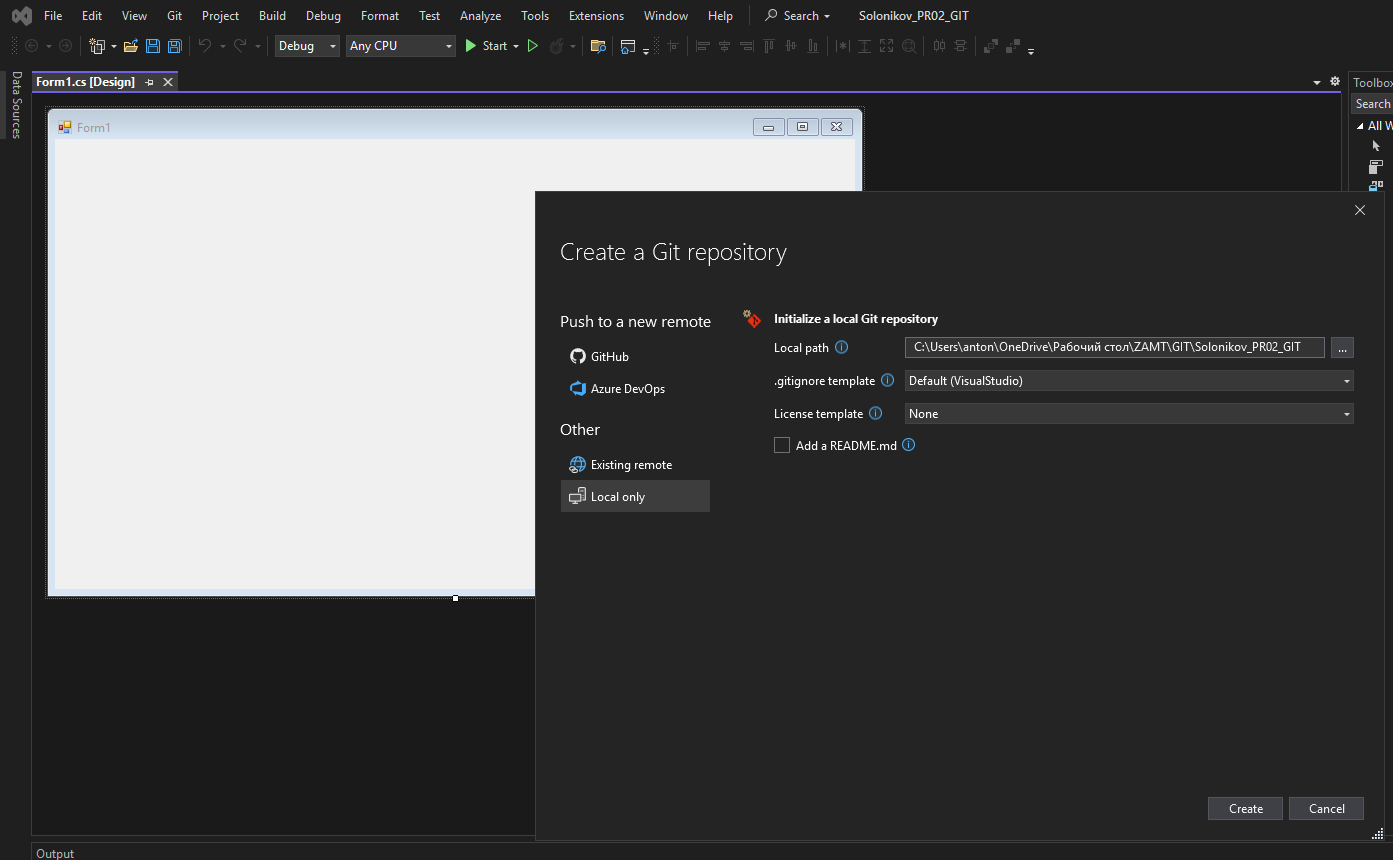 File Edit View Git Project Build Debug Format Test Analyze Tools Extensions Window Help Search Solonikov_PR02_GIT
Debug Any CPU Start
Data Sources
Form1.cs [Design]
Toolbox
Search
All W
Form1
Create a Git repository
Push to a new remote
GitHub
Azure DevOps
Other
Existing remote
Local only
Initialize a local Git repository
Local path C:\Users\anton\OneDrive\Рабочий стол\ZAMT\GIT\Solonikov_PR02_GIT ...
.gitignore template Default (VisualStudio)
License template None
Add a README.md
Create Cancel
Output